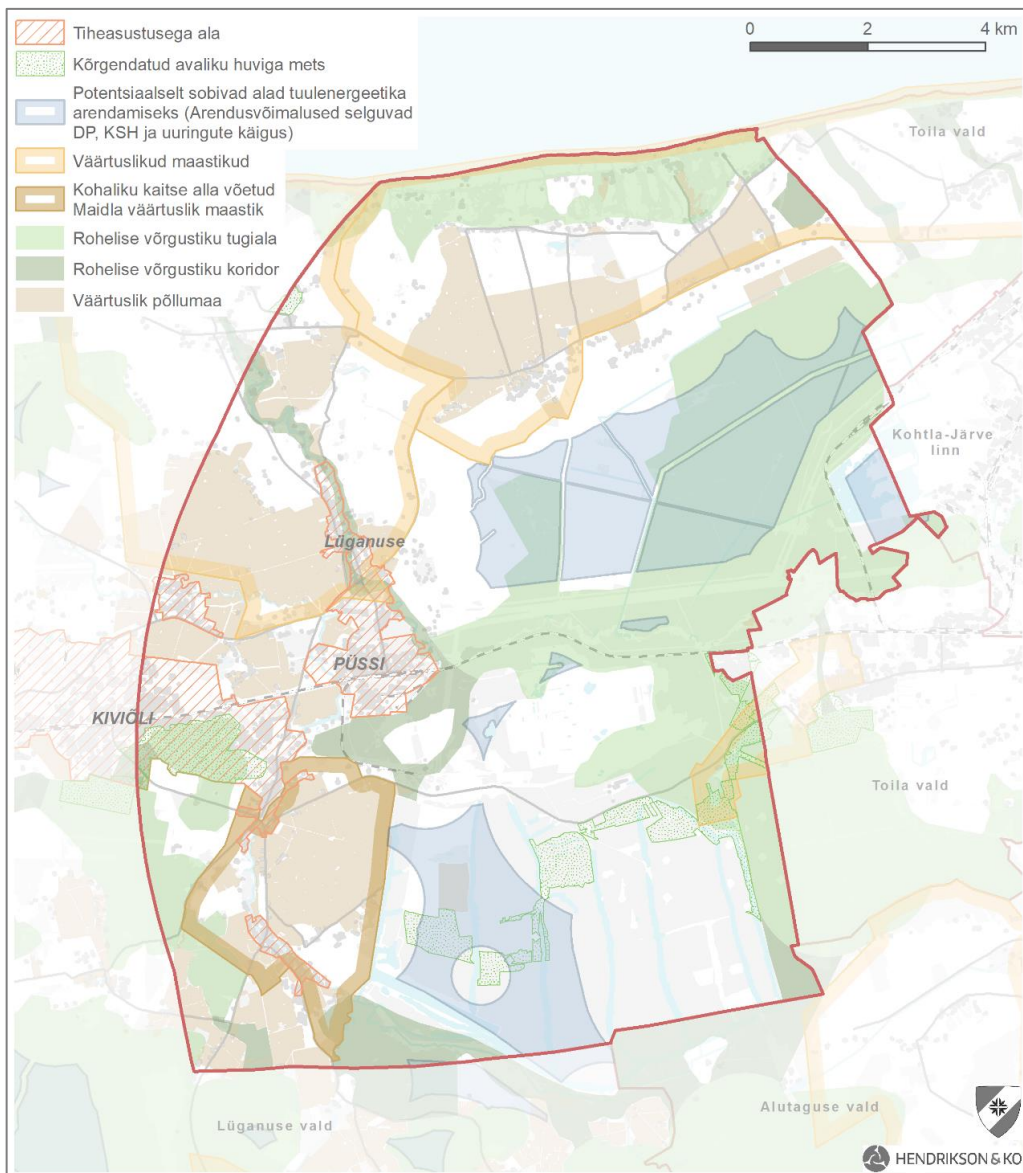 Tiheasustusega ala
Kõrgendatud avaliku huviga mets
Potentsiaalselt sobivad alad tuulenergeetika
arendamiseks (Arendusvõimalused selguvad
DP, KSH ja uuringute käigus)
Väärtuslikud maastikud
Kohaliku kaitse alla võetud
Maidla väärtuslik maastik
Rohelise võrgustiku tugiala
Rohelise võrgustiku koridor
Väärtuslik põllumaa
0 2 4 km
Toila vald
Kohtla-Järve
linn
Lüganuse
PÜSSI
KIVIÕLI
Toila vald
Alutaguse vald
Lüganuse vald
HENDRIKSON & KO